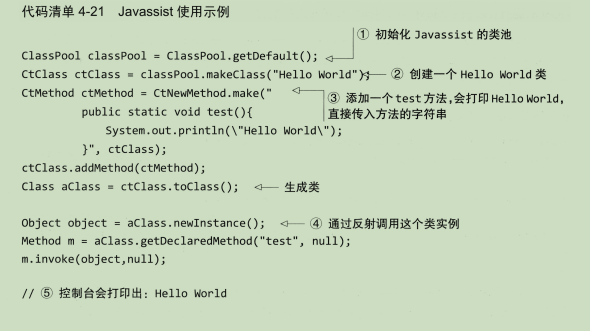 代码清单 4-21 Javassist 使用示例
① 初始化 Javassist 的类池
ClassPool classPool = ClassPool.getDefault();
CtClass ctClass = classPool.makeClass("Hello World");
② 创建一个 Hello World 类
CtMethod ctMethod = CtNewMethod.make("
③ 添加一个 test 方法,会打印 Hello World,
直接传入方法的字符串
public static void test(){
System.out.println(\"Hello World\");
}", ctClass);
ctClass.addMethod(ctMethod);
Class aClass = ctClass.toClass();
生成类
Object object = aClass.newInstance();
④ 通过反射调用这个类实例
Method m = aClass.getDeclaredMethod("test", null);
m.invoke(object,null);
// ⑤ 控制台会打印出: Hello World